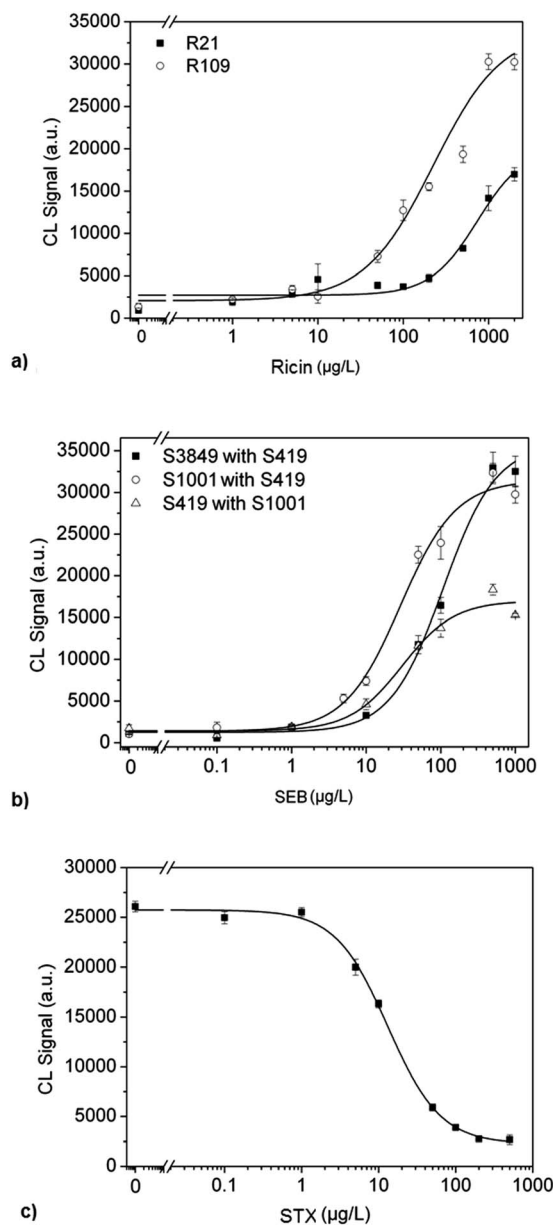 R21
R109
35000
30000
25000
20000
15000
10000
5000
0
CL Signal (a.u.)
0 1 10 100 1000
Ricin (µg/L)
a)
S3849 with S419
S1001 with S419
S419 with S1001
35000
30000
25000
20000
15000
10000
5000
0
CL Signal (a.u.)
0 0.1 1 10 100 1000
SEB(µg/L)
b)
30000
25000
20000
15000
10000
5000
0
CL Signal (a.u.)
0 0.1 1 10 100 1000
STX (µg/L)
c)